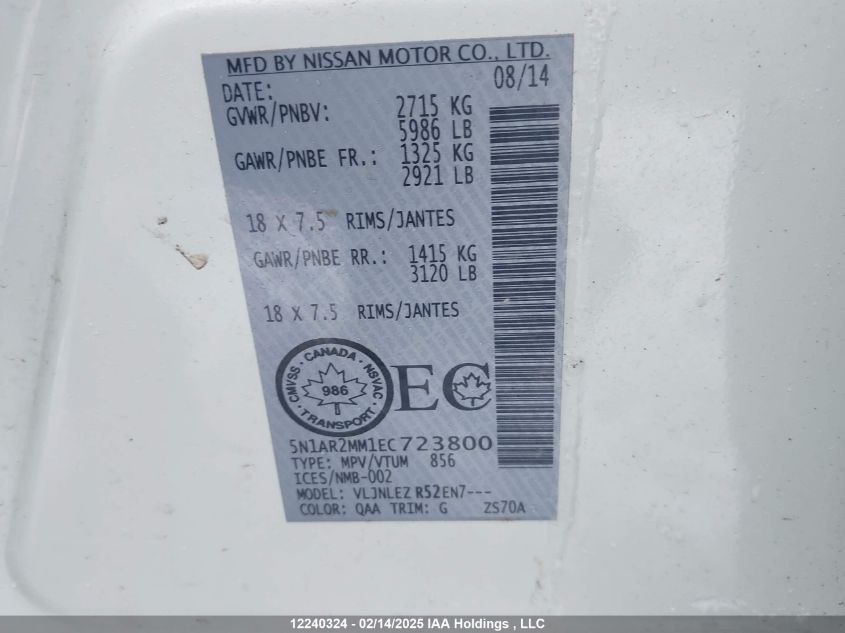 MFD BY NISSAN MOTOR CO., LTD.
DATE: 08/14
GVWR/PNBV: 2715 KG
5986 LB
GAWR/PNBE FR.: 1325 KG
2921 LB
18 X 7.5 RIMS/JANTES
GAWR/PNBE RR.: 1415 KG
3120 LB
18 X 7.5 RIMS/JANTES
CMVSS · CANADA · NSVAC
986
· TRANSPORT ·
EC
5N1AR2MM1EC723800
TYPE: MPV/VTUM 856
ICES/NMB-002
MODEL: VLJNLEZ R52EN7---
COLOR: QAA TRIM: G ZS70A
12240324 - 02/14/2025 IAA Holdings , LLC